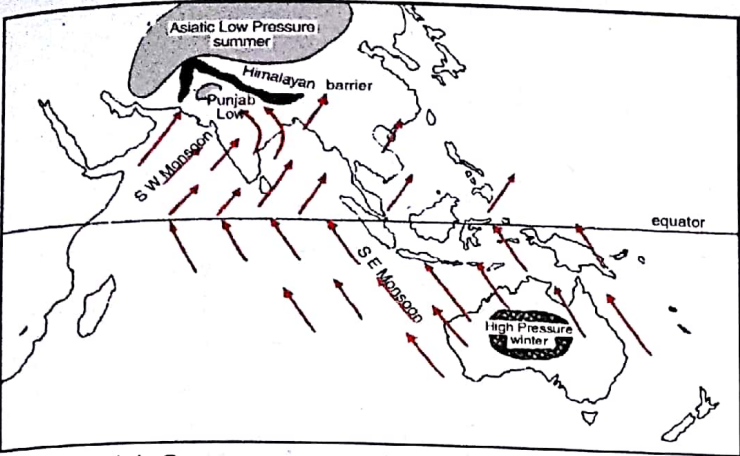 Asiatic Low Pressure
summer
Himalayan barrier
Punjab
Low
S W Monsoon
equator
S E Monsoon
High Pressure
winter